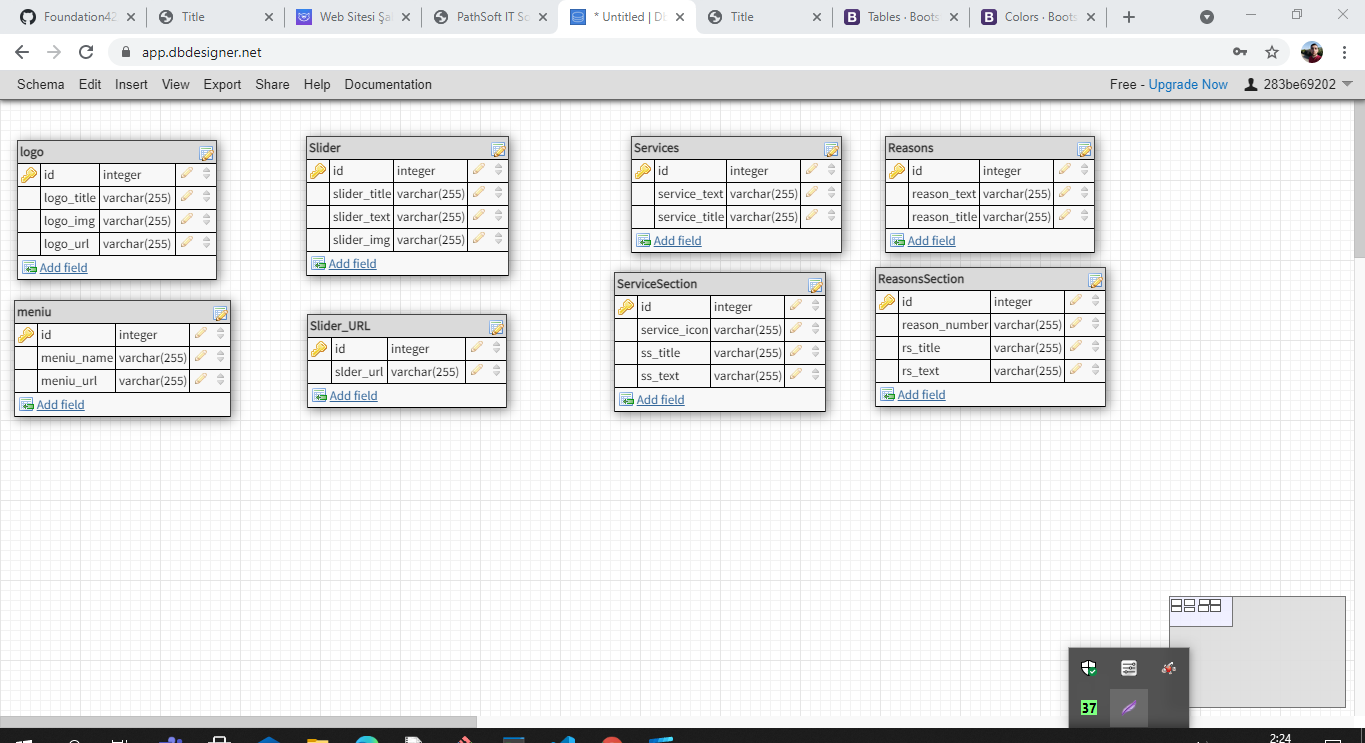 Foundation42
Title
Web Sitesi Şal
PathSoft IT So
* Untitled | Db
Title
Tables · Boots
Colors · Boots
app.dbdesigner.net
Schema Edit Insert View Export Share Help Documentation
Free - Upgrade Now
283be69202
logo
id integer
logo_title varchar(255)
logo_img varchar(255)
logo_url varchar(255)
Add field
meniu
id integer
meniu_name varchar(255)
meniu_url varchar(255)
Add field
Slider
id integer
slider_title varchar(255)
slider_text varchar(255)
slider_img varchar(255)
Add field
Slider_URL
id integer
slder_url varchar(255)
Add field
Services
id integer
service_text varchar(255)
service_title varchar(255)
Add field
ServiceSection
id integer
service_icon varchar(255)
ss_title varchar(255)
ss_text varchar(255)
Add field
Reasons
id integer
reason_text varchar(255)
reason_title varchar(255)
Add field
ReasonsSection
id integer
reason_number varchar(255)
rs_title varchar(255)
rs_text varchar(255)
Add field
37
2:24